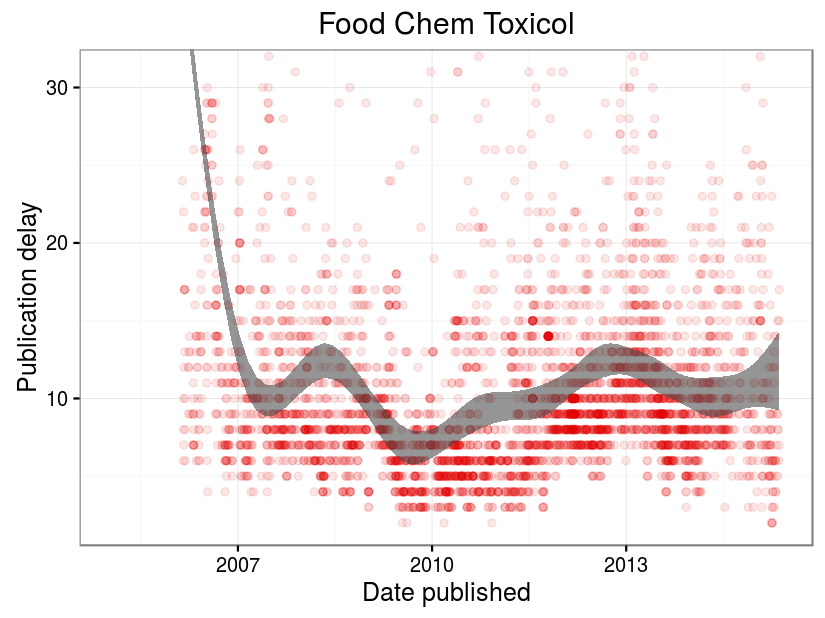 Food Chem Toxicol
Publication delay
30
20
10
2007 2010 2013
Date published